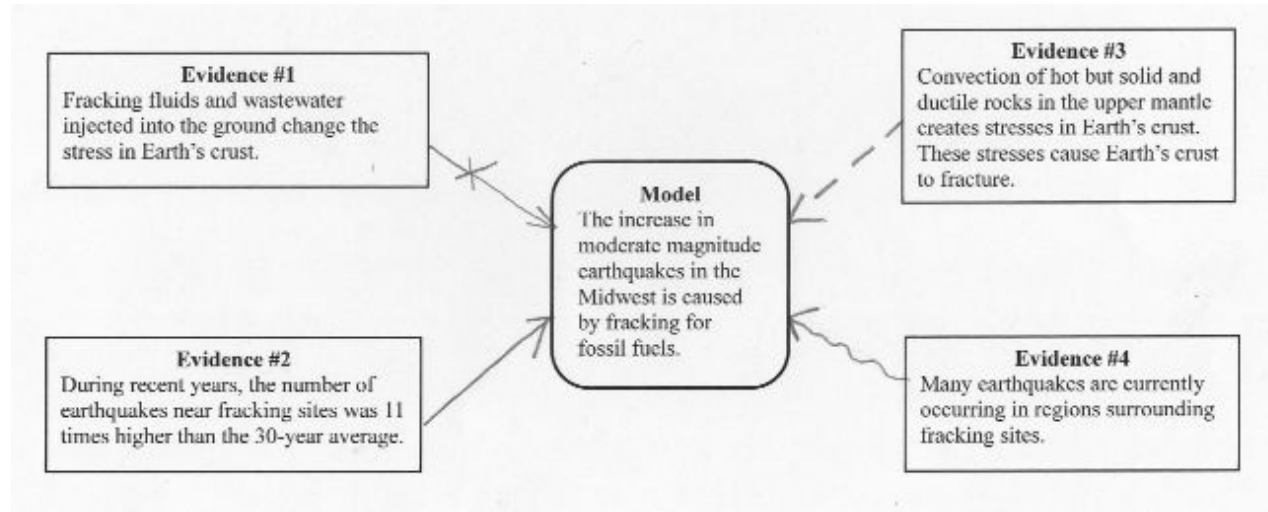 Evidence #1
Fracking fluids and wastewater
injected into the ground change the
stress in Earth's crust.
Evidence #3
Convection of hot but solid and
ductile rocks in the upper mantle
creates stresses in Earth's crust.
These stresses cause Earth's crust
to fracture.
Model
The increase in
moderate magnitude
earthquakes in the
Midwest is caused
by fracking for
fossil fuels.
Evidence #2
During recent years, the number of
earthquakes near fracking sites was 11
times higher than the 30-year average.
Evidence #4
Many earthquakes are currently
occurring in regions surrounding
fracking sites.